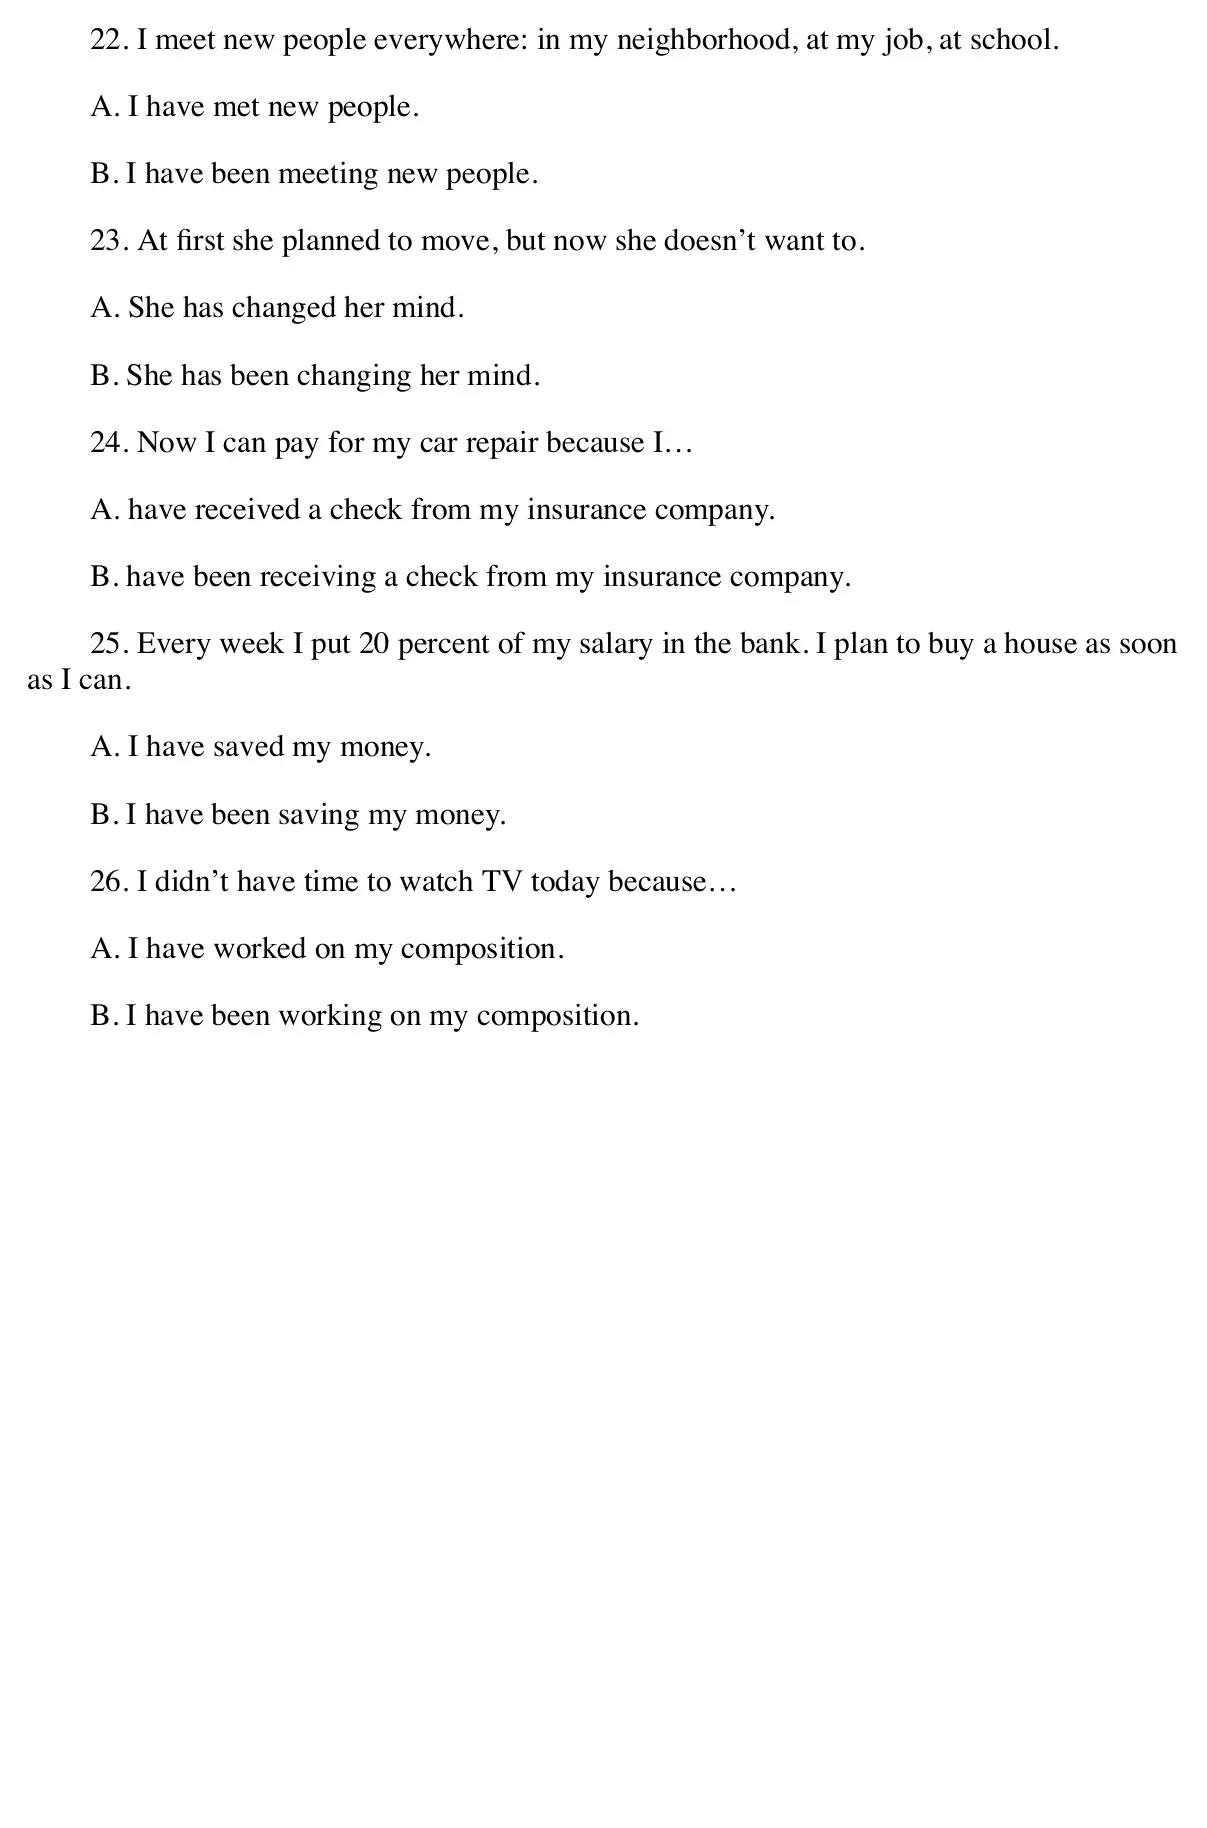 22. I meet new people everywhere: in my neighborhood, at my job, at school.
A. I have met new people.
B. I have been meeting new people.
23. At first she planned to move, but now she doesn’t want to.
A. She has changed her mind.
B. She has been changing her mind.
24. Now I can pay for my car repair because I…
A. have received a check from my insurance company.
B. have been receiving a check from my insurance company.
25. Every week I put 20 percent of my salary in the bank. I plan to buy a house as soon
as I can.
A. I have saved my money.
B. I have been saving my money.
26. I didn’t have time to watch TV today because…
A. I have worked on my composition.
B. I have been working on my composition.